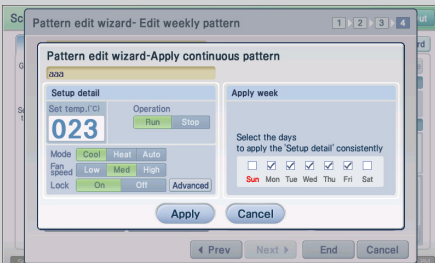 Sc
Pattern edit wizard- Edit weekly pattern
1 2 3 4
ut
rd
Pattern edit wizard-Apply continuous pattern
aaa
Setup detail
Set temp.(°C)
Operation
023
Run Stop
Mode Cool Heat Auto
Fan speed Low Med High
Lock On Off Advanced
Apply week
Select the days
to apply the 'Setup detail' consistently
Sun Mon Tue Wed Thu Fri Sat
Apply Cancel
Prev Next End Cancel